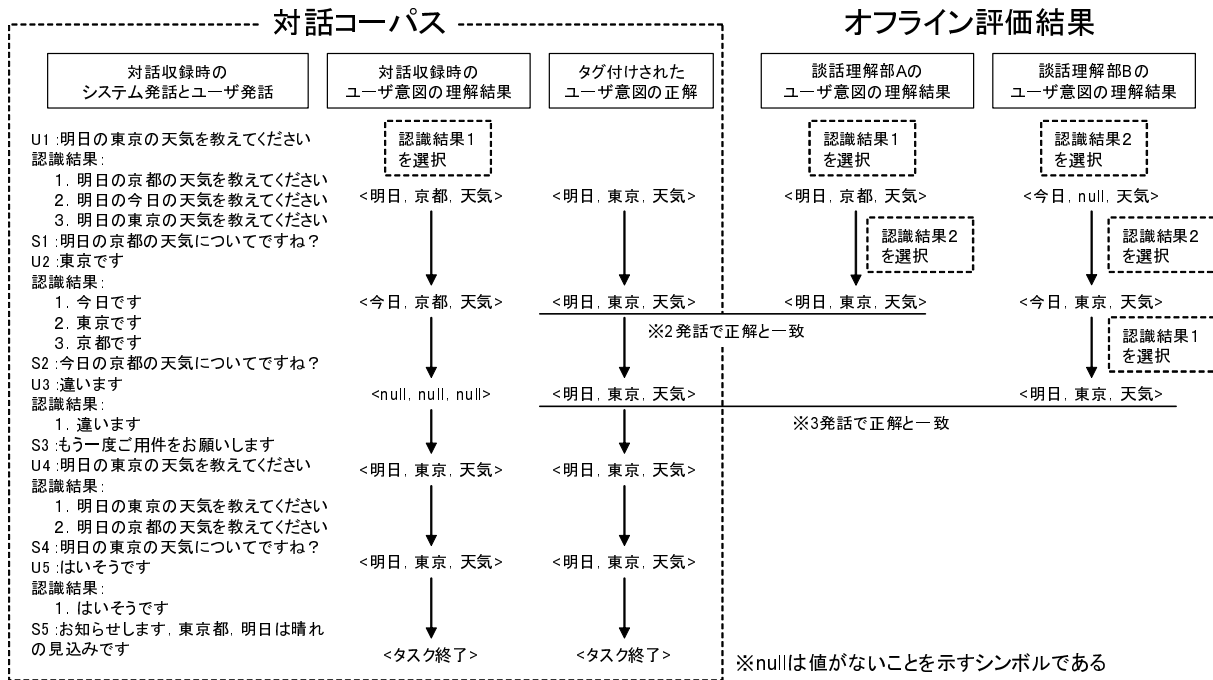 対話コーパス
オフライン評価結果
対話収録時の
システム発話とユーザ発話
対話収録時の
ユーザ意図の理解結果
タグ付けされた
ユーザ意図の正解
談話理解部Aの
ユーザ意図の理解結果
談話理解部Bの
ユーザ意図の理解結果
U1:明日の東京の天気を教えてください
認識結果:
1. 明日の京都の天気を教えてください
2. 明日の今日の天気を教えてください
3. 明日の東京の天気を教えてください
S1:明日の京都の天気についてですね?
U2:東京です
認識結果:
1. 今日です
2. 東京です
3. 京都です
S2:今日の京都の天気についてですね?
U3:違います
認識結果:
1. 違います
S3:もう一度ご用件をお願いします
U4:明日の東京の天気を教えてください
認識結果:
1. 明日の東京の天気を教えてください
2. 明日の京都の天気を教えてください
S4:明日の東京の天気についてですね?
U5:はいそうです
認識結果:
1. はいそうです
S5:お知らせします, 東京都, 明日は晴れ
の見込みです
認識結果1
を選択
<明日, 京都, 天気>
<今日, 京都, 天気>
<null, null, null>
<明日, 東京, 天気>
<明日, 東京, 天気>
<タスク終了>
<明日, 東京, 天気>
<明日, 東京, 天気>
<明日, 東京, 天気>
<明日, 東京, 天気>
<明日, 東京, 天気>
<タスク終了>
認識結果1
を選択
<明日, 京都, 天気>
認識結果2
を選択
<明日, 東京, 天気>
※2発話で正解と一致
認識結果2
を選択
<今日, null, 天気>
認識結果2
を選択
<今日, 東京, 天気>
認識結果1
を選択
<明日, 東京, 天気>
※3発話で正解と一致
※nullは値がないことを示すシンボルである